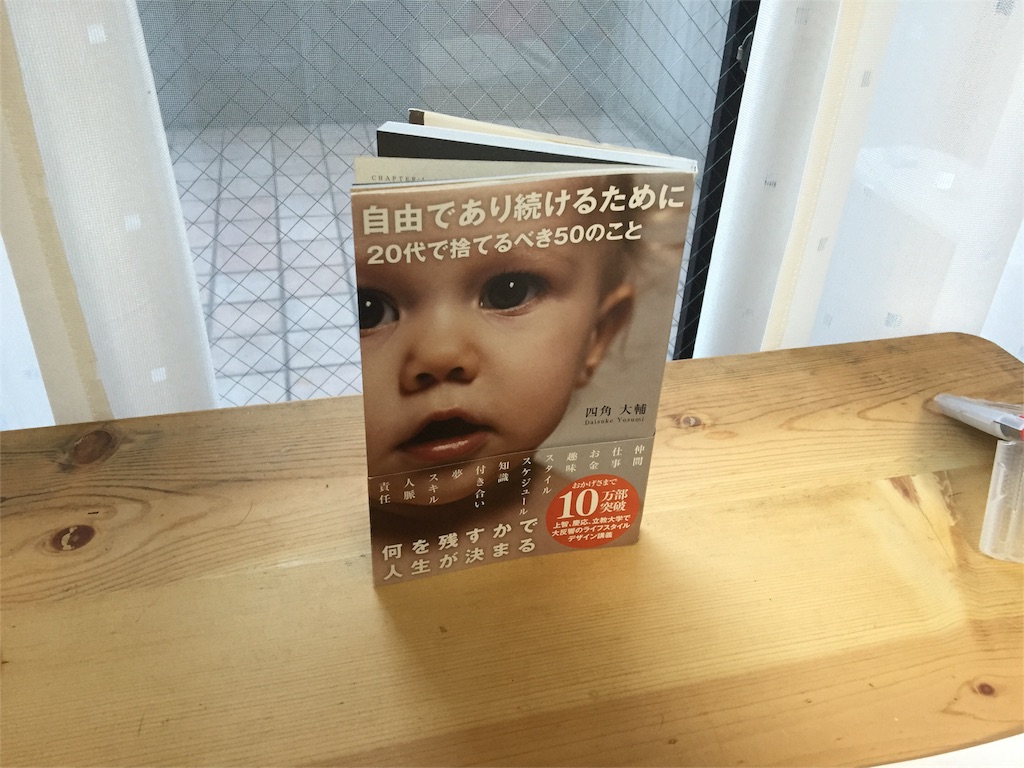 CHAPTER
自由であり続けるために
20代で捨てるべき50のこと
四角 大輔
Daisuke Yosumi
仲間
仕事
お金
趣味
スタイル
スケジュール
知識
付き合い
夢
スキル
人脈
責任
おかげさまで
10万部突破
上智、慶応、立教大学で
大反響のライフスタイル
デザイン講義
何を残すかで
人生が決まる